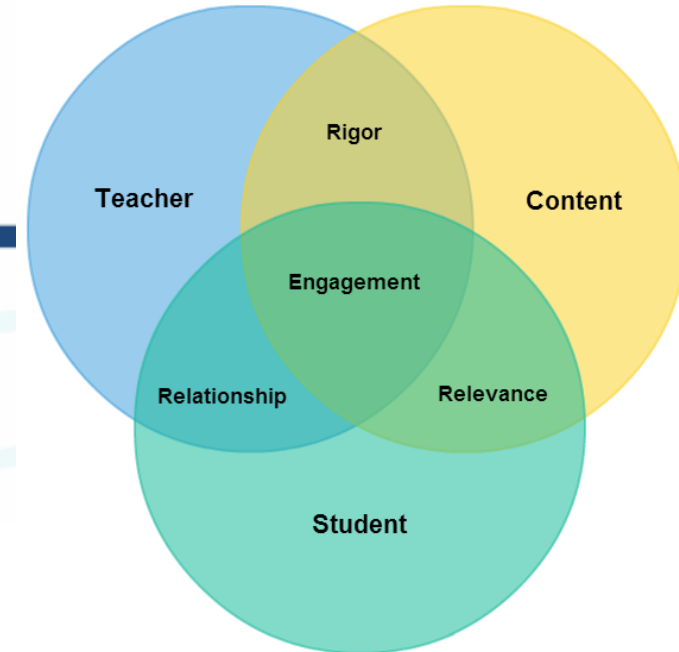 Rigor
Teacher
Content
Engagement
Relationship
Relevance
Student